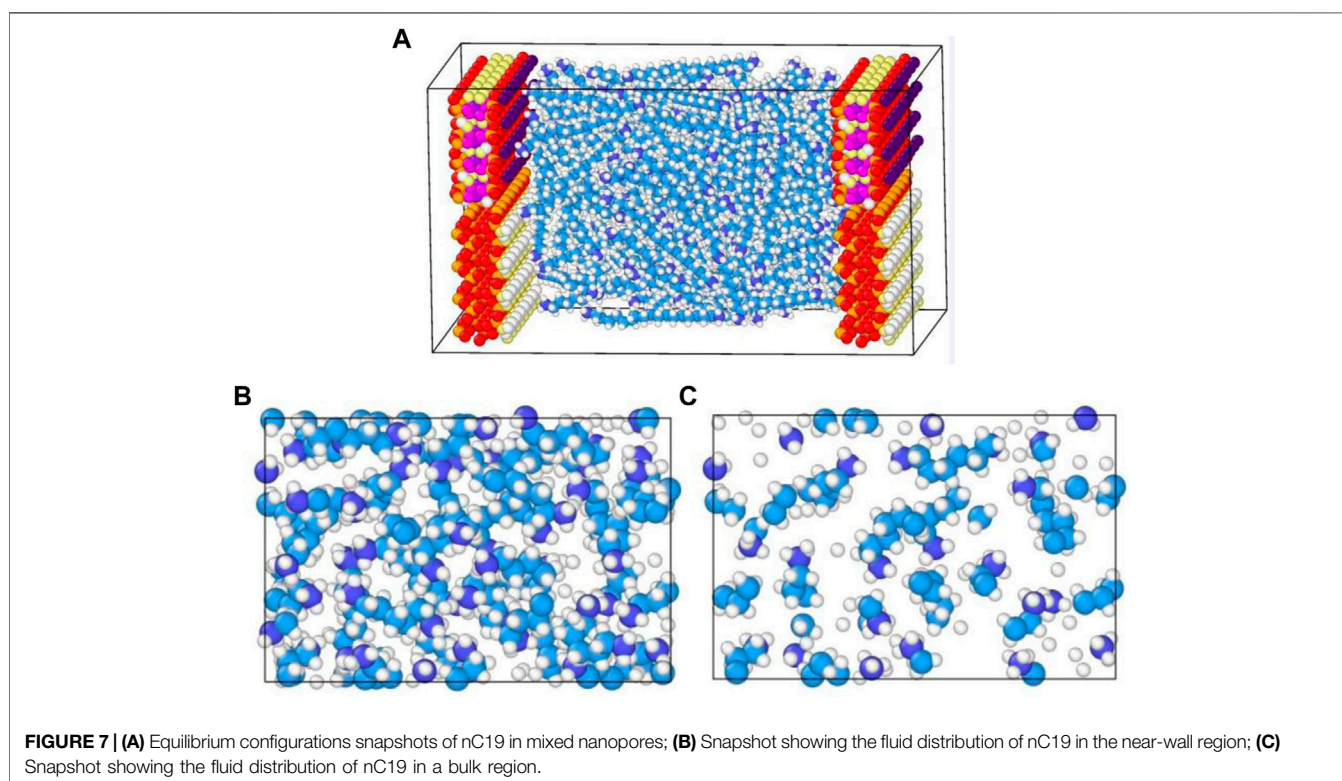 A
B
C
FIGURE 7 | (A) Equilibrium configurations snapshots of nC19 in mixed nanopores; (B) Snapshot showing the fluid distribution of nC19 in the near-wall region; (C)
Snapshot showing the fluid distribution of nC19 in a bulk region.